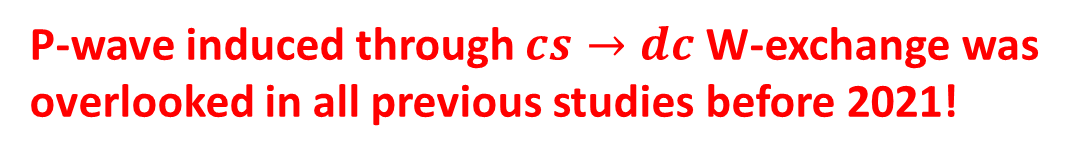 P-wave induced through cs → dc W-exchange was
overlooked in all previous studies before 2021!